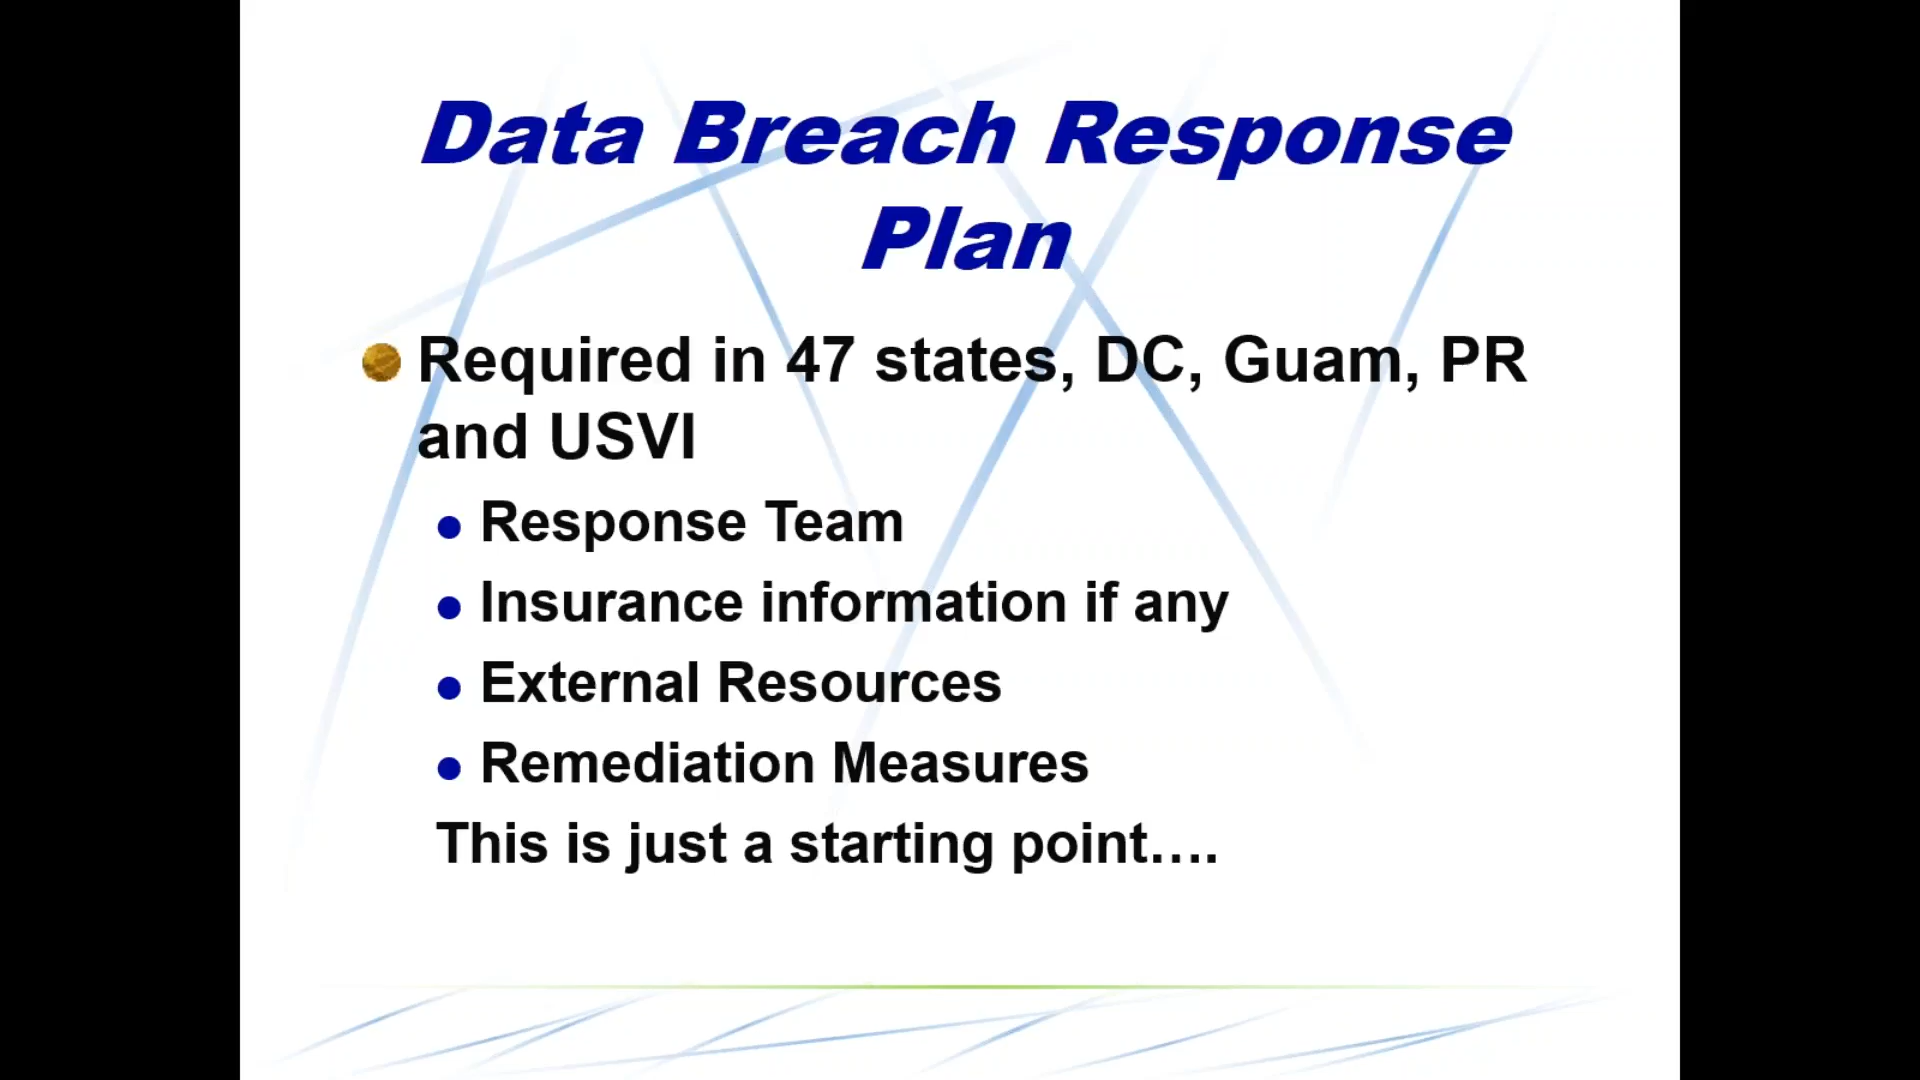 Data Breach Response
Plan
Required in 47 states, DC, Guam, PR
and USVI
Response Team
Insurance information if any
External Resources
Remediation Measures
This is just a starting point….